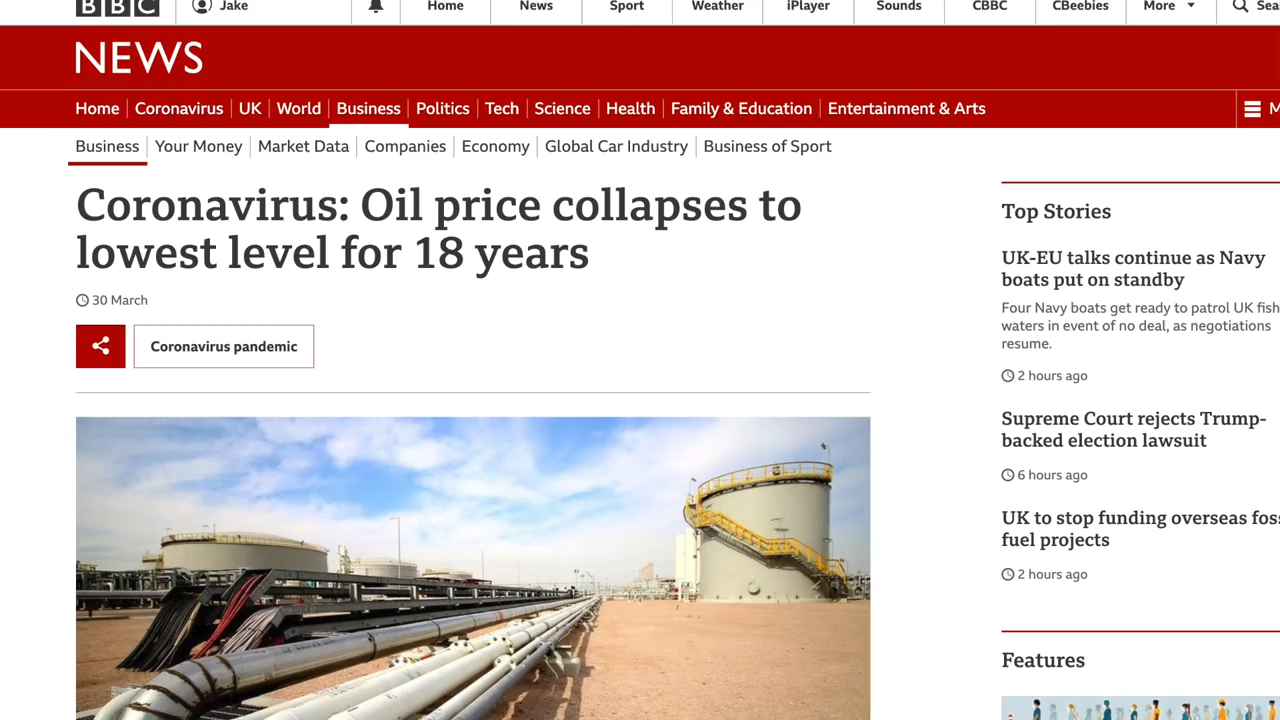 BBC
Jake
Home
News
Sport
Weather
iPlayer
Sounds
CBBC
CBeebies
More
Sea
NEWS
Home
Coronavirus
UK
World
Business
Politics
Tech
Science
Health
Family & Education
Entertainment & Arts
M
Business
Your Money
Market Data
Companies
Economy
Global Car Industry
Business of Sport
Coronavirus: Oil price collapses to
lowest level for 18 years
30 March
Coronavirus pandemic
Top Stories
UK-EU talks continue as Navy
boats put on standby
Four Navy boats get ready to patrol UK fish
waters in event of no deal, as negotiations
resume.
2 hours ago
Supreme Court rejects Trump-
backed election lawsuit
6 hours ago
UK to stop funding overseas fos
fuel projects
2 hours ago
Features